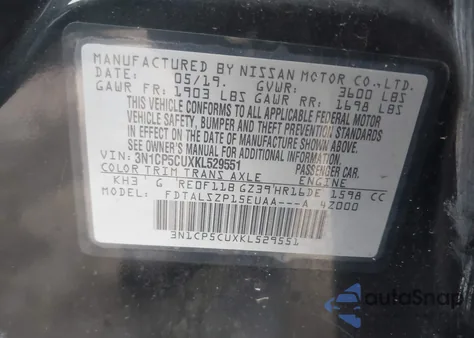 MANUFACTURED BY NISSAN MOTOR CO.,LTD.
DATE: 05/19. GVWR: 3600 LBS
GAWR FR: 1903 LBS GAWR RR: 1698 LBS
THIS VEHICLE CONFORMS TO ALL APPLICABLE FEDERAL MOTOR
VEHICLE SAFETY, BUMPER AND THEFT PREVENTION STANDARDS
IN EFFECT ON THE DATE OF MANUFACTURE SHOWN ABOVE.
SEE OWNER'S MANUAL FOR ADDITIONAL INFORMATION.
VIN: 3N1CP5CUXKL529551 PASSENGER CAR
COLOR TRIM TRANS AXLE ENGINE
KH3 G RE0F11B GZ39 HR16DE 1598 CC
MODEL: FDTALSZP15EUAA---A 42000
3N1CP5CUXKL529551
autoSnap